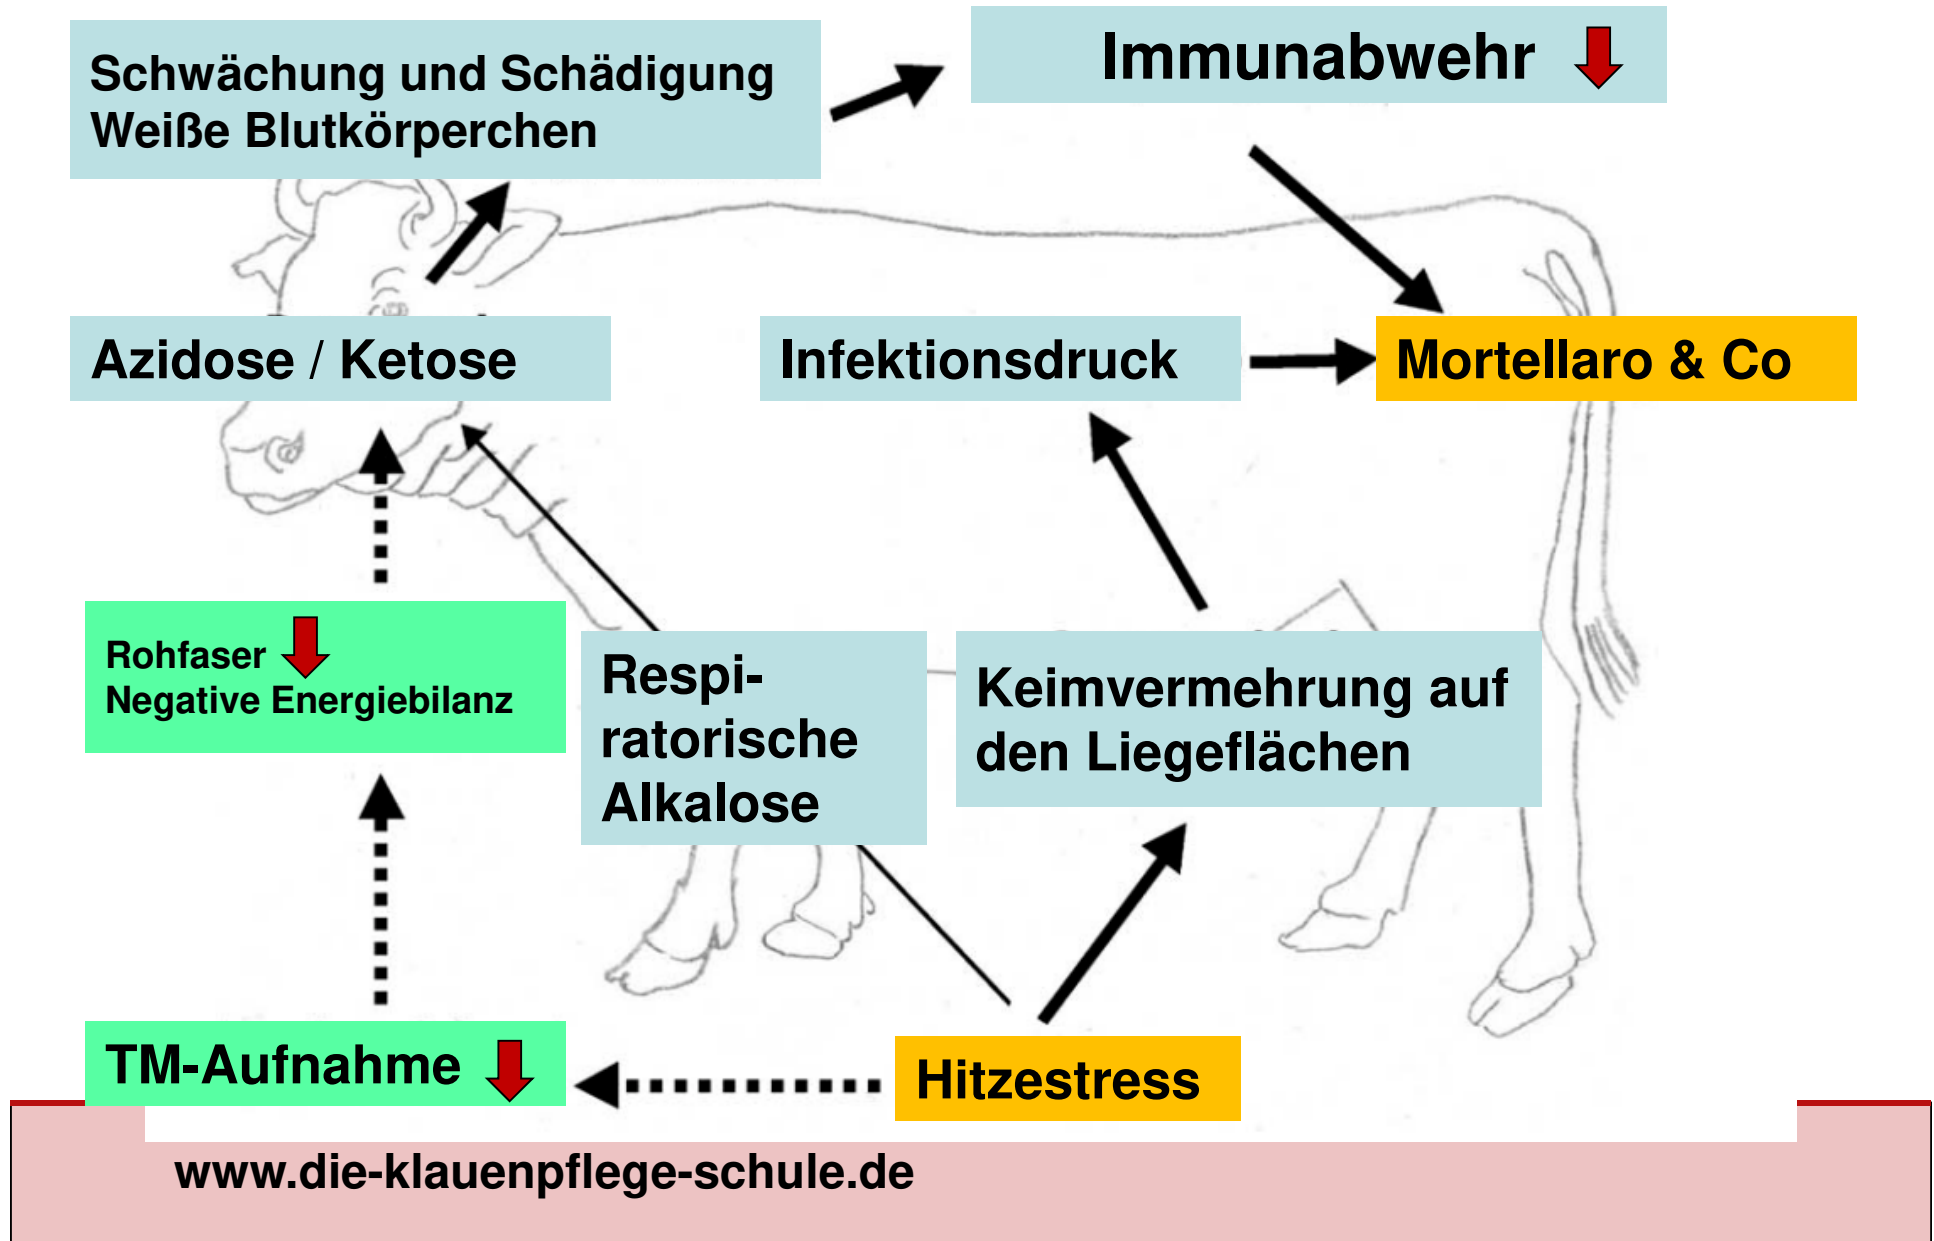 Schwächung und Schädigung
Weiße Blutkörperchen
Immunabwehr
Azidose / Ketose
Infektionsdruck
Mortellaro & Co
Rohfaser
Negative Energiebilanz
Respi-
ratorische
Alkalose
Keimvermehrung auf
den Liegeflächen
TM-Aufnahme
Hitzestress
www.die-klauenpflege-schule.de